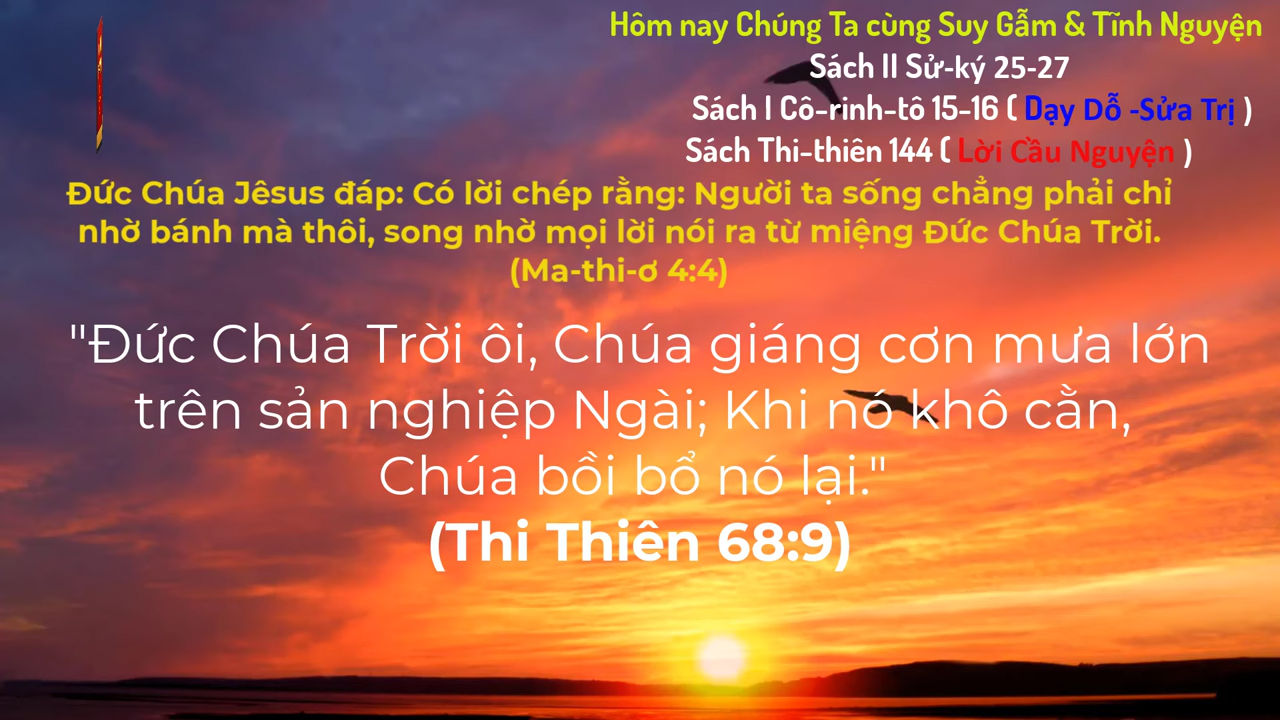 Hôm nay Chúng Ta cùng Suy Gẫm & Tĩnh Nguyện
Sách II Sử-ký 25-27
Sách I Cô-rinh-tô 15-16 ( Dạy Dỗ -Sửa Trị )
Sách Thi-thiên 144 ( Lời Cầu Nguyện )
Đức Chúa Jêsus đáp: Có lời chép rằng: Người ta sống chẳng phải chỉ
nhờ bánh mà thôi, song nhờ mọi lời nói ra từ miệng Đức Chúa Trời.
(Ma-thi-ơ 4:4)
"Đức Chúa Trời ôi, Chúa giáng cơn mưa lớn
trên sản nghiệp Ngài; Khi nó khô cằn,
Chúa bồi bổ nó lại."
(Thi Thiên 68:9)